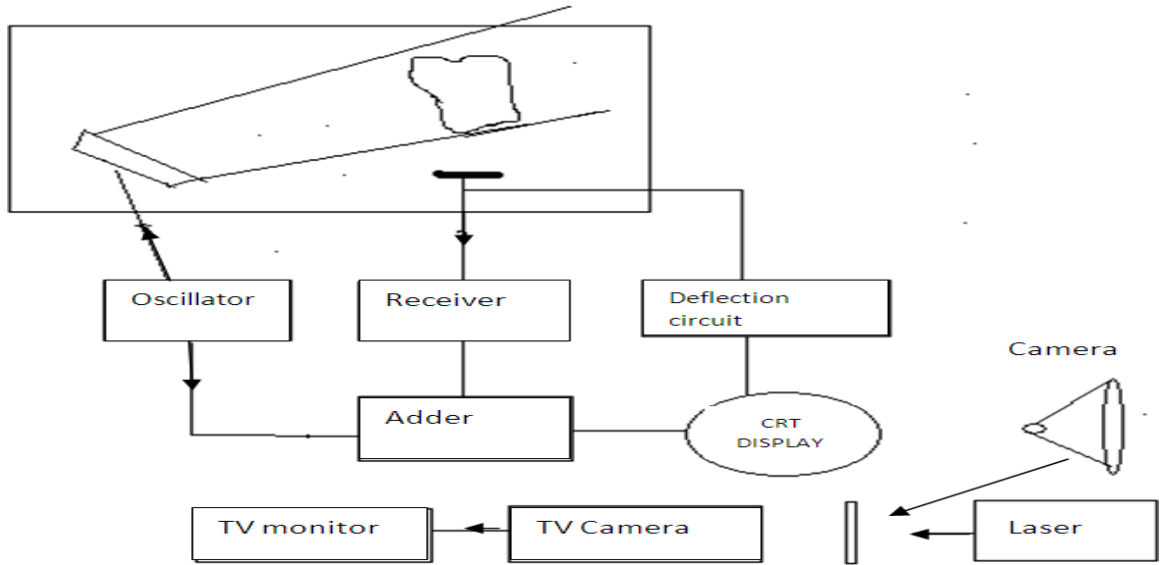 Oscillator
Receiver
Deflection
circuit
Camera
Adder
CRT
DISPLAY
TV monitor
TV Camera
Laser